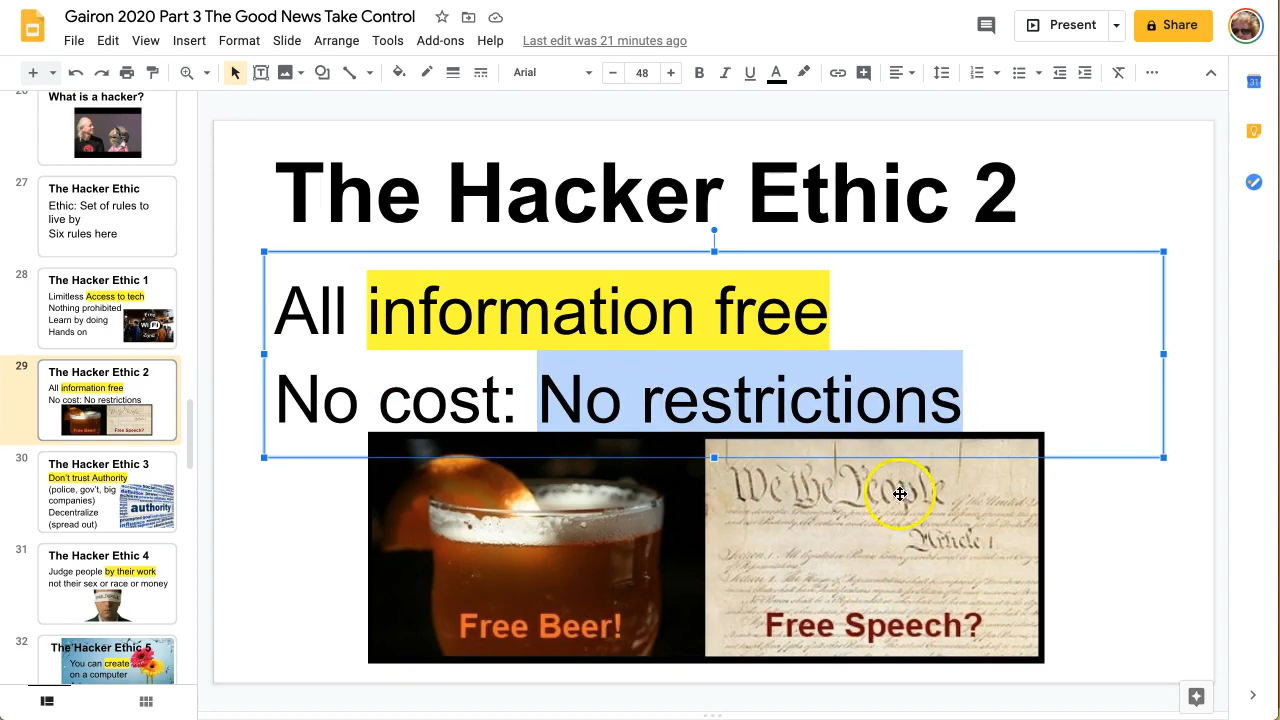 Gairon 2020 Part 3 The Good News Take Control
File Edit View Insert Format Slide Arrange Tools Add-ons Help Last edit was 21 minutes ago
Present
Share
Arial
48
B I U A
What is a hacker?
27
The Hacker Ethic
Ethic: Set of rules to
live by
Six rules here
28
The Hacker Ethic 1
Limitless Access to tech
Nothing prohibited
Learn by doing
Hands on
29
The Hacker Ethic 2
All information free
No cost: No restrictions
Free Beer! Free Speech?
30
The Hacker Ethic 3
Don't trust Authority
(police, gov't, big
companies)
Decentralize
(spread out)
authority
31
The Hacker Ethic 4
Judge people by their work
not their sex or race or money
32
The Hacker Ethic 5
You can create
on a computer
The Hacker Ethic 2
All information free
No cost: No restrictions
We the People
Article 1.
Free Beer!
Free Speech?
31